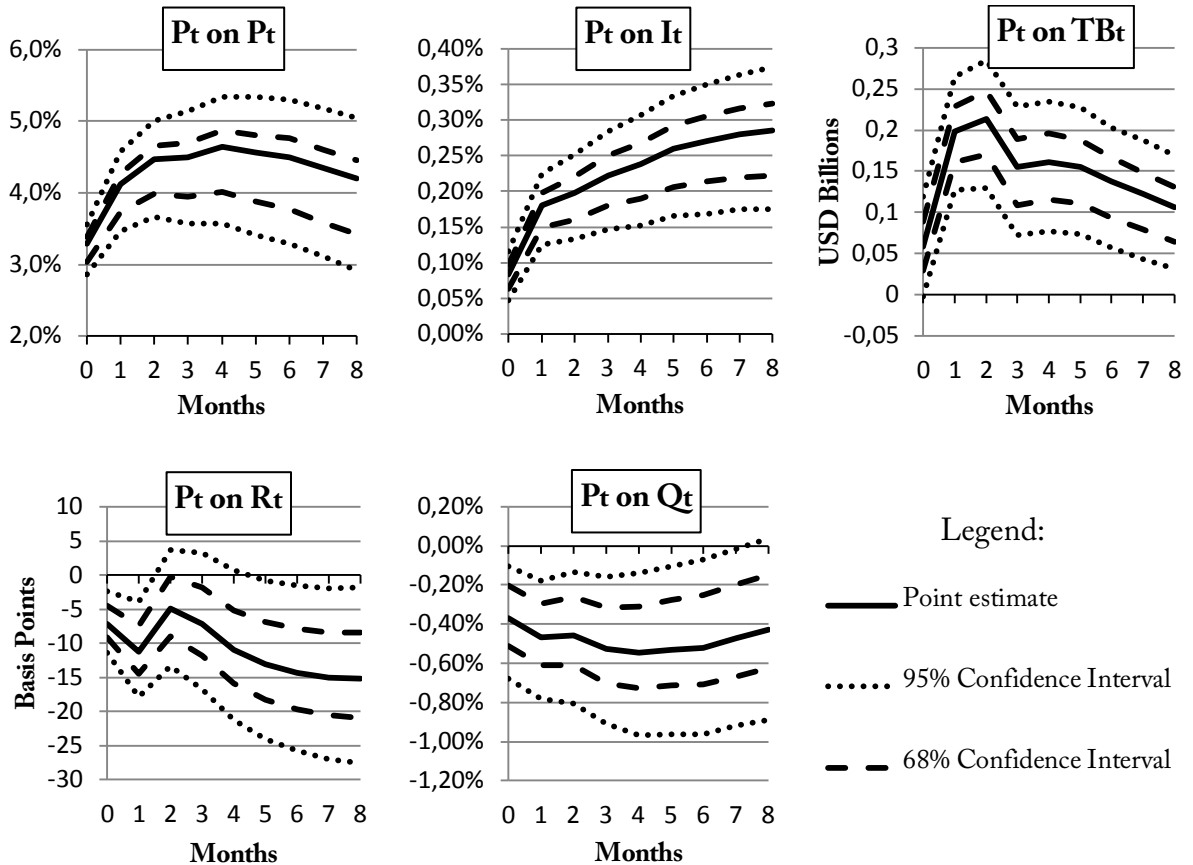 Pt on Pt
6,0%
5,0%
4,0%
3,0%
2,0%
0 1 2 3 4 5 6 7 8
Months
Pt on It
0,40%
0,35%
0,30%
0,25%
0,20%
0,15%
0,10%
0,05%
0,00%
0 1 2 3 4 5 6 7 8
Months
Pt on TBt
USD Billions
0,3
0,25
0,2
0,15
0,1
0,05
0
-0,05
0 1 2 3 4 5 6 7 8
Months
Pt on Rt
Basis Points
10
5
0
-5
-10
-15
-20
-25
-30
0 1 2 3 4 5 6 7 8
Months
Pt on Qt
0,20%
0,00%
-0,20%
-0,40%
-0,60%
-0,80%
-1,00%
-1,20%
0 1 2 3 4 5 6 7 8
Months
Legend:
Point estimate
95% Confidence Interval
68% Confidence Interval